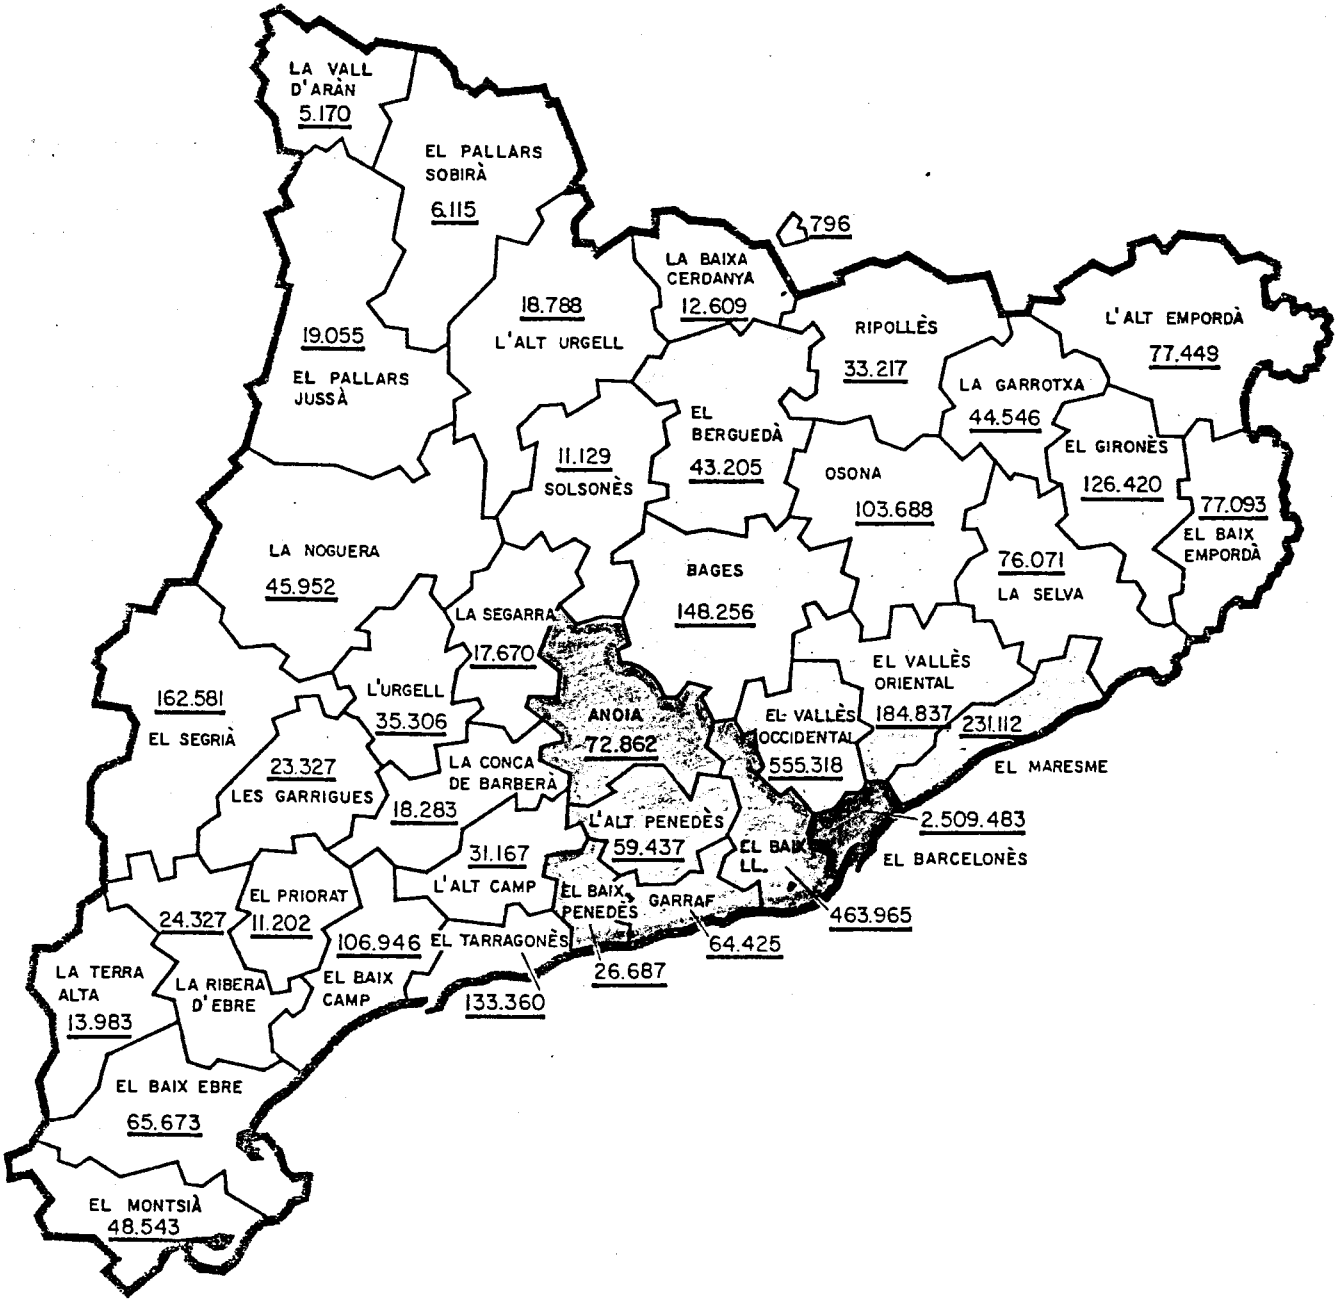 LA VALL
D'ARÀN
5.170
EL PALLARS
SOBIRÀ
6.115
796
LA BAIXA
CERDANYA
12.609
18.788
L'ALT URGELL
19.055
EL PALLARS
JUSSÀ
RIPOLLÈS
33.217
L'ALT EMPORDÀ
77.449
LA GARROTXA
44.546
EL
BERGUEDÀ
43.205
11.129
SOLSONÈS
OSONA
103.688
EL GIRONÈS
126.420
77.093
EL BAIX
EMPORDÀ
76.071
LA SELVA
LA NOGUERA
45.952
BAGES
148.256
LA SEGARRA
17.670
L'URGELL
35.306
162.581
EL SEGRIÀ
ANOIA
72.862
EL VALLÈS
ORIENTAL
184.837
EL VALLÈS
OCCIDENTAL
555.318
231.112
EL MARESME
23.327
LES GARRIGUES
LA CONCA
DE BARBERÀ
18.283
L'ALT PENEDÈS
59.437
2.509.483
EL BARCELONÈS
EL BAIX
LL.
463.965
31.167
L'ALT CAMP
EL PRIORAT
11.202
EL BAIX
PENEDÈS
26.687
GARRAF
64.425
24.327
LA RIBERA
D'EBRE
106.946
EL BAIX
CAMP
EL TARRAGONÈS
133.360
LA TERRA
ALTA
13.983
EL BAIX EBRE
65.673
EL MONTSIÀ
48.543